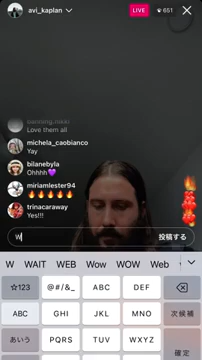 avi_kaplan
LIVE
651
Love them all
michela_caobianco
Yay
bilanebyla
Ohhhh💜
miriamlester94
🔥🔥🔥🔥🔥
trinacaraway
Yes!!!
W
投稿する
W WAIT WEB Wow WOW Web
☆123 @#/&_ ABC DEF
ABC GHI JKL MNO 次候補
あいう PQRS TUV WXYZ 確定